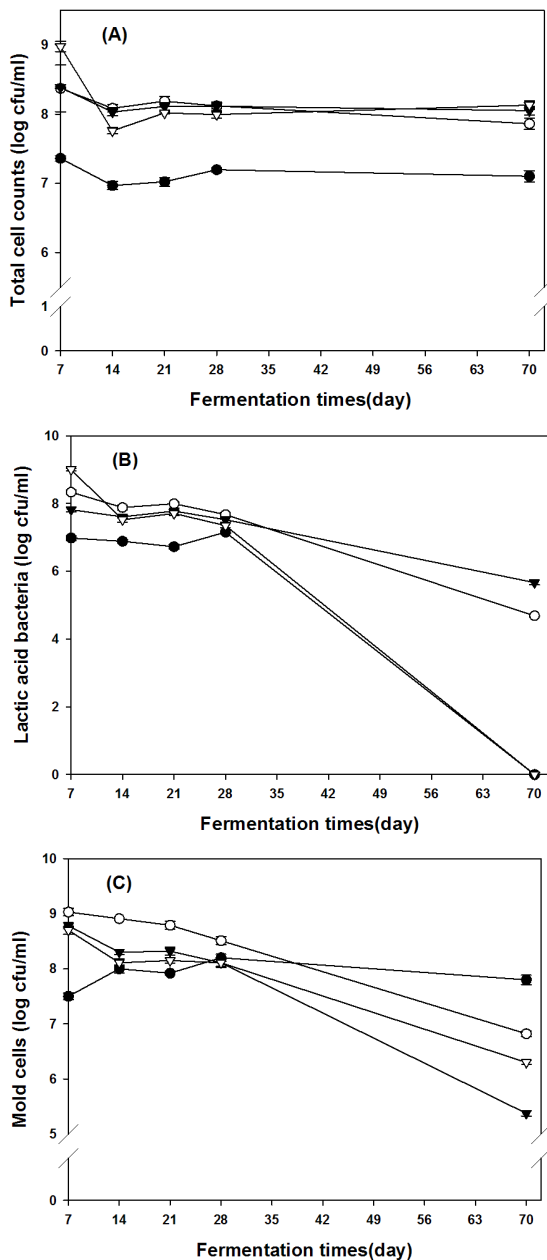 (A)
Total cell counts (log cfu/ml)
9
8
7
6
1
0
7 14 21 28 35 42 49 56 63 70
Fermentation times(day)
(B)
Lactic acid bacteria (log cfu/ml)
10
8
6
4
2
0
7 14 21 28 35 42 49 56 63 70
Fermentation times(day)
(C)
Mold cells (log cfu/ml)
10
9
8
7
6
5
0
7 14 21 28 35 42 49 56 63 70
Fermentation times(day)